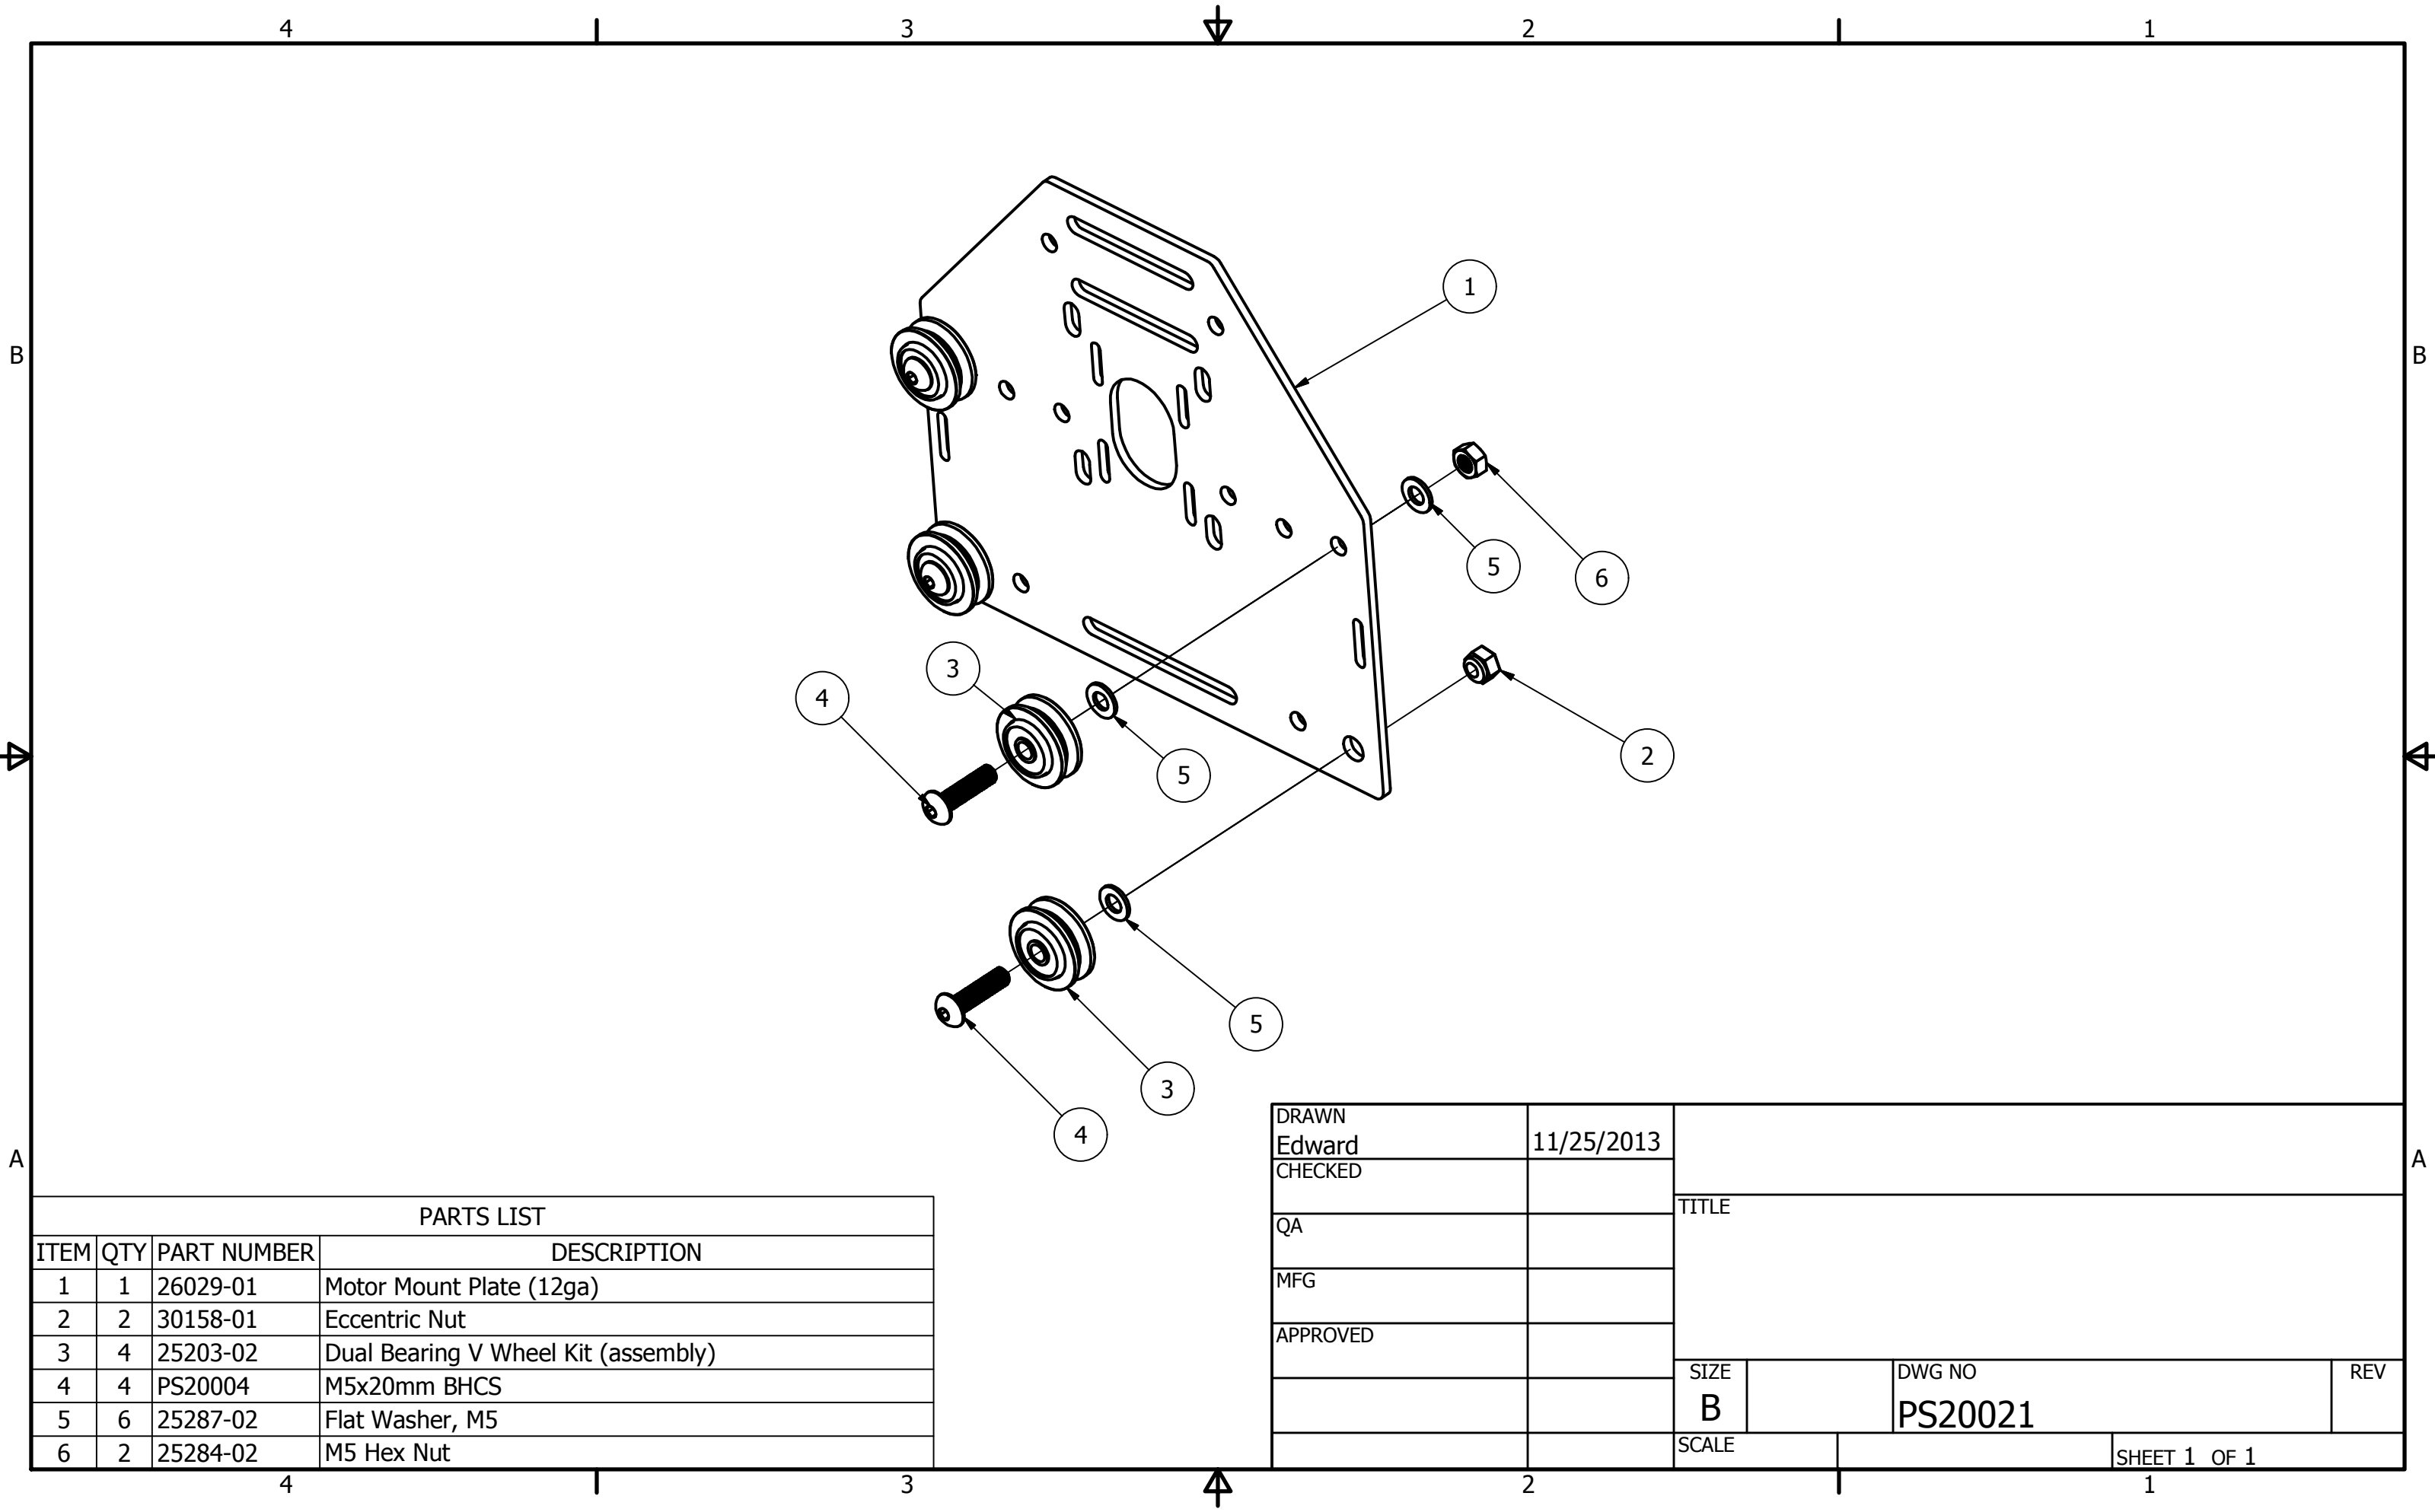 4 3 2 1
1
B B
5 6
3
4
2
5
5
3
4
A A
DRAWN
Edward 11/25/2013
CHECKED
QA
MFG
APPROVED
TITLE
SIZE DWG NO REV
B PS20021
SCALE SHEET 1 OF 1
PARTS LIST
ITEM QTY PART NUMBER DESCRIPTION
1 1 26029-01 Motor Mount Plate (12ga)
2 2 30158-01 Eccentric Nut
3 4 25203-02 Dual Bearing V Wheel Kit (assembly)
4 4 PS20004 M5x20mm BHCS
5 6 25287-02 Flat Washer, M5
6 2 25284-02 M5 Hex Nut
4 3 2 1